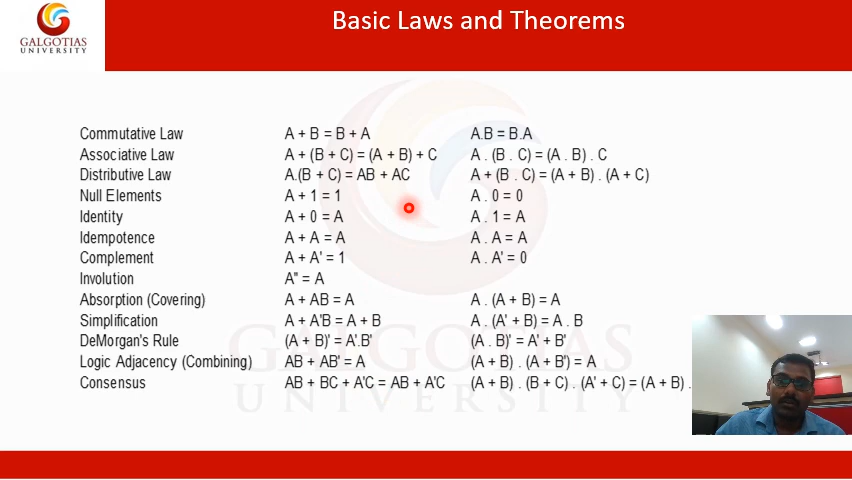 GALGOTIAS
UNIVERSITY
Basic Laws and Theorems
Commutative Law A + B = B + A A.B = B.A
Associative Law A + (B + C) = (A + B) + C A . (B . C) = (A . B) . C
Distributive Law A.(B + C) = AB + AC A + (B . C) = (A + B) . (A + C)
Null Elements A + 1 = 1 A . 0 = 0
Identity A + 0 = A A . 1 = A
Idempotence A + A = A A . A = A
Complement A + A' = 1 A . A' = 0
Involution A'' = A
Absorption (Covering) A + AB = A A . (A + B) = A
Simplification A + A'B = A + B A . (A' + B) = A . B
DeMorgan's Rule (A + B)' = A'.B' (A . B)' = A' + B'
Logic Adjacency (Combining) AB + AB' = A (A + B) . (A + B') = A
Consensus AB + BC + A'C = AB + A'C (A + B) . (B + C) . (A' + C) = (A + B) .
GALGOTIAS
UNIVERSITY